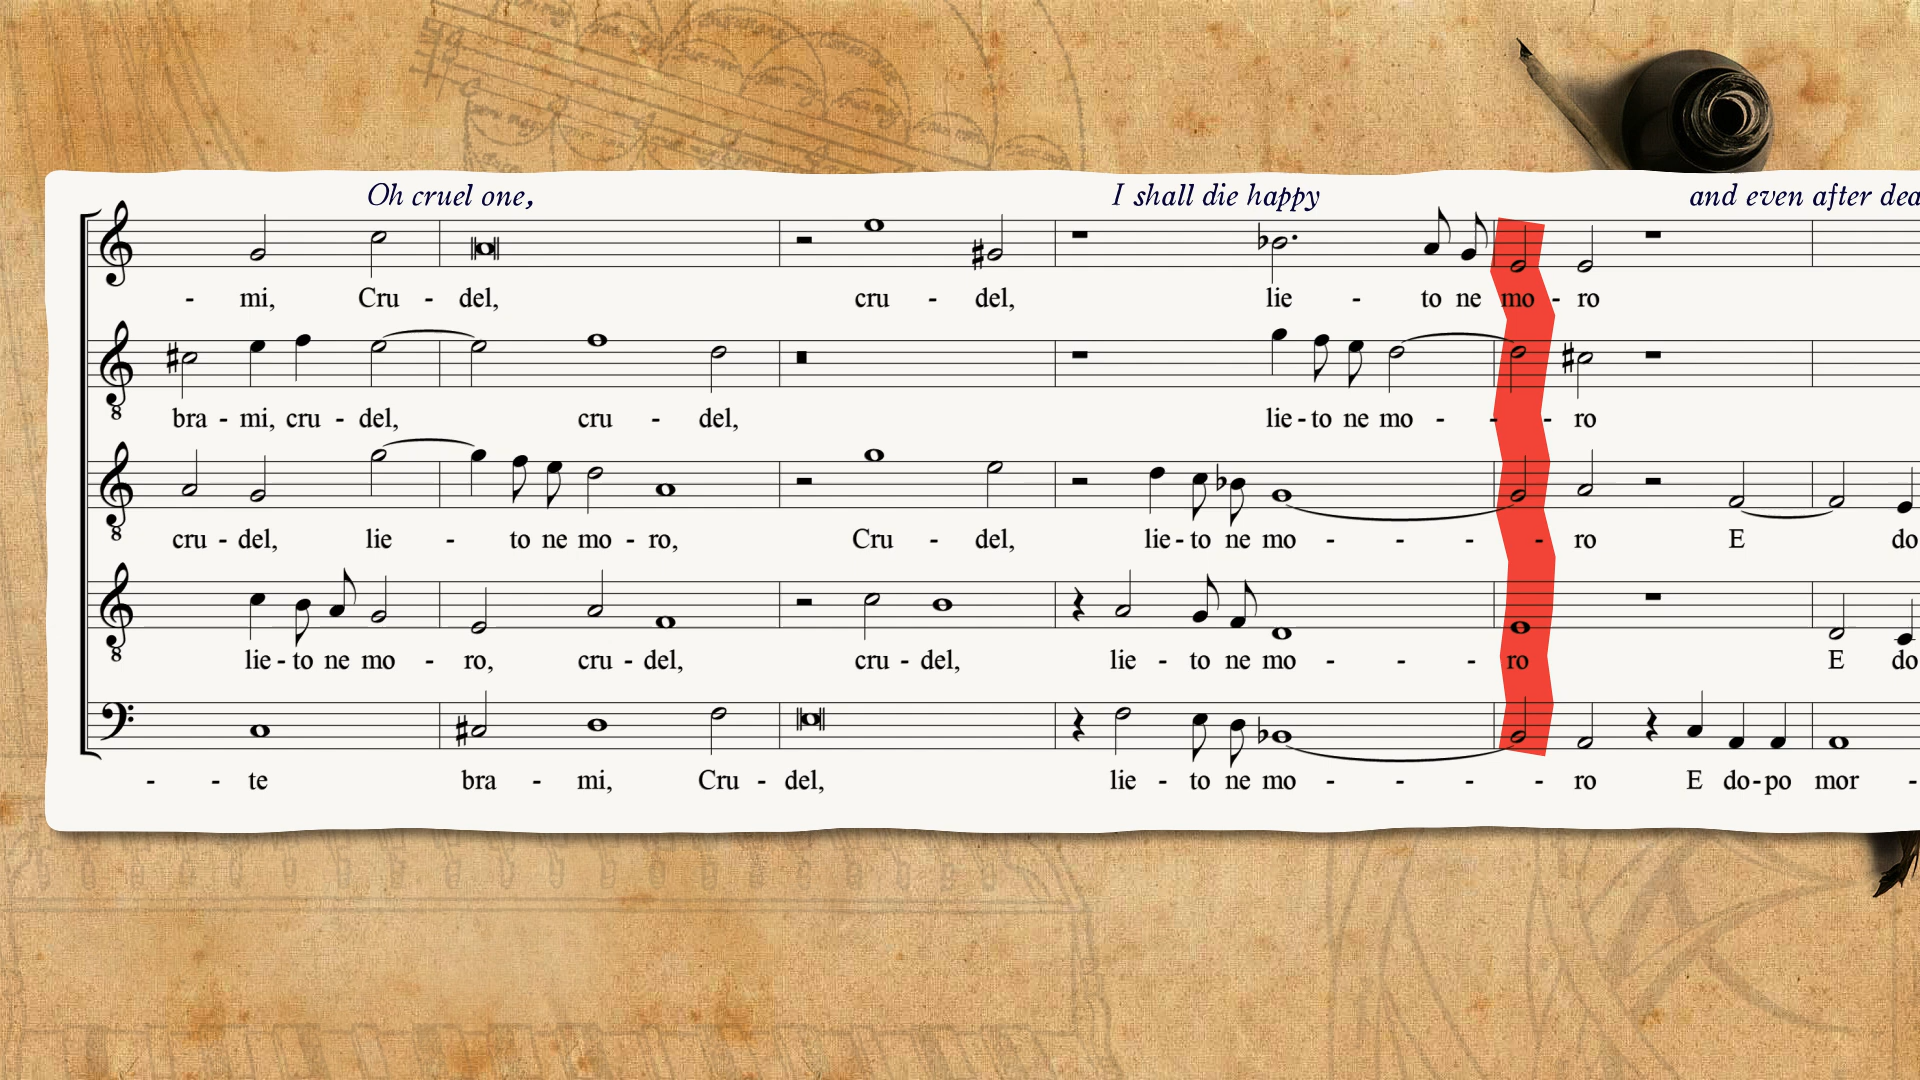 Oh cruel one, I shall die happy and even after dea
- mi, Cru - del, cru - del, lie - to ne mo - ro
bra - mi, cru - del, cru - del, lie - to ne mo - - - ro
cru - del, lie - to ne mo - ro, Cru - del, lie - to ne mo - - - - ro E do
lie - to ne mo - ro, cru - del, cru - del, lie - to ne mo - - - ro E do
- - te bra - mi, Cru - del, lie - to ne mo - - - - ro E do - po mor -